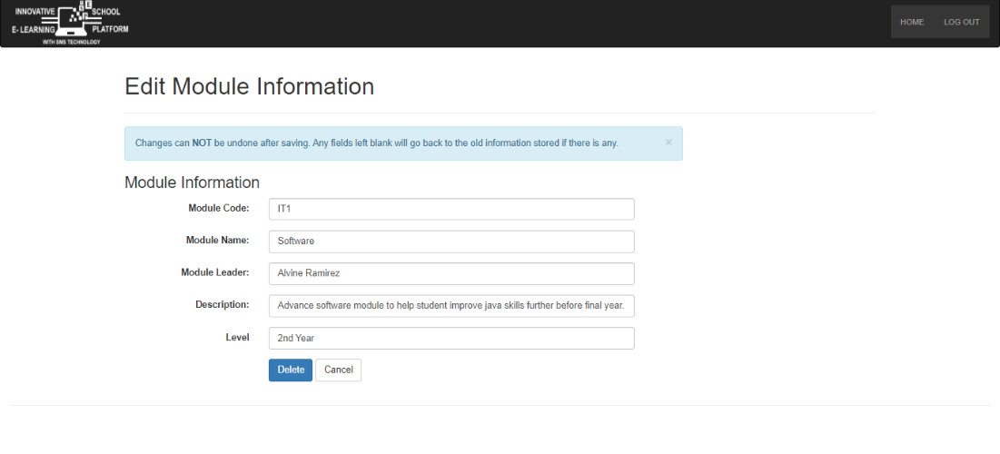 INNOVATIVE SCHOOL
E- LEARNING PLATFORM
WITH SMS TECHNOLOGY
HOME LOG OUT
Edit Module Information
Changes can NOT be undone after saving. Any fields left blank will go back to the old information stored if there is any. ×
Module Information
Module Code: IT1
Module Name: Software
Module Leader: Alvine Ramirez
Description: Advance software module to help student improve java skills further before final year.
Level 2nd Year
Delete Cancel